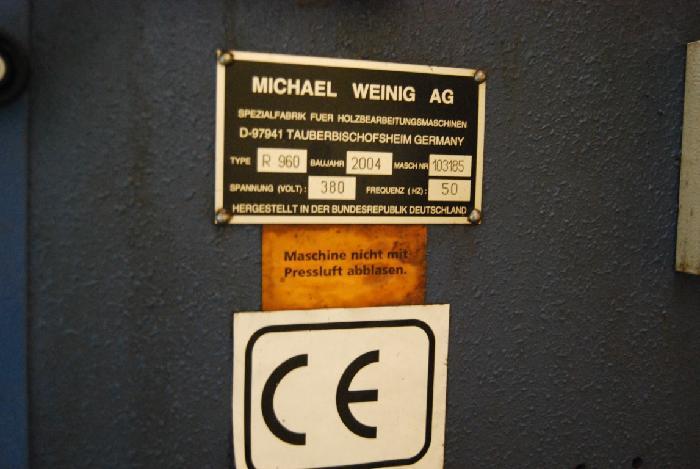 MICHAEL WEINIG AG
SPEZIALFABRIK FUER HOLZBEARBEITUNGSMASCHINEN
D-97941 TAUBERBISCHOFSHEIM GERMANY
TYPE R 960 BAUJAHR 2004 MASCH NR 103185
SPANNUNG (VOLT): 380 FREQUENZ (HZ): 50
HERGESTELLT IN DER BUNDESREPUBLIK DEUTSCHLAND
Maschine nicht mit
Pressluft abblasen.
CE